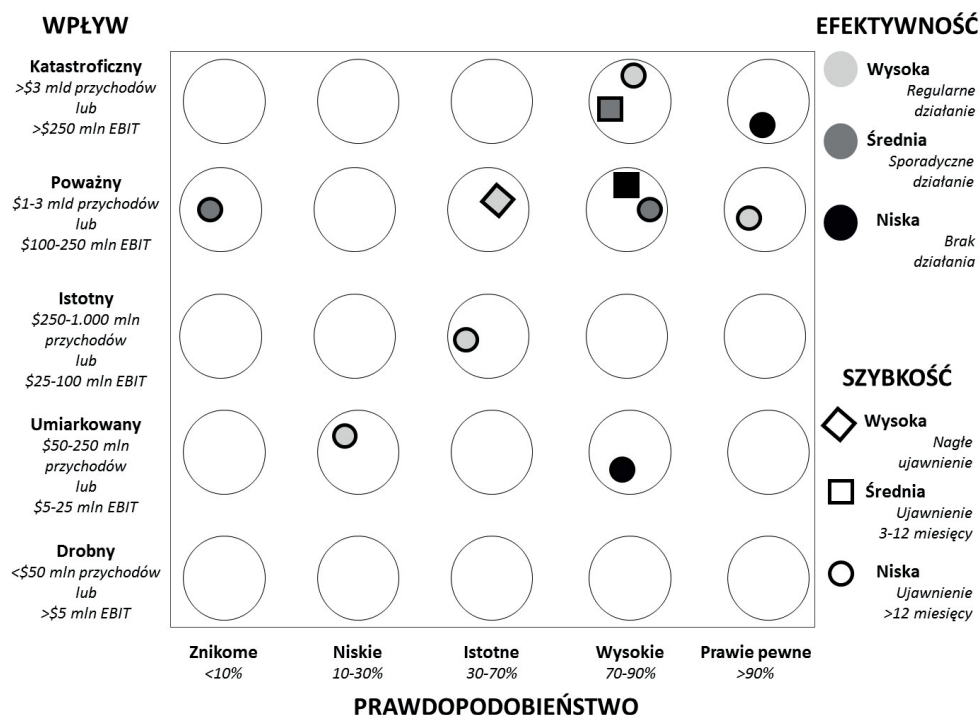 WPŁYW
Katastroficzny
>$3 mld przychodów
lub
>$250 mln EBIT
Poważny
$1-3 mld przychodów
lub
$100-250 mln EBIT
Istotny
$250-1.000 mln
przychodów
lub
$25-100 mln EBIT
Umiarkowany
$50-250 mln
przychodów
lub
$5-25 mln EBIT
Drobny
<$50 mln przychodów
lub
>$5 mln EBIT
Znikome
<10%
Niskie
10-30%
Istotne
30-70%
Wysokie
70-90%
Prawie pewne
>90%
PRAWDOPODOBIEŃSTWO
EFEKTYWNOŚĆ
Wysoka
Regularne
działanie
Średnia
Sporadyczne
działanie
Niska
Brak
działania
SZYBKOŚĆ
Wysoka
Nagłe
ujawnienie
Średnia
Ujawnienie
3-12 miesięcy
Niska
Ujawnienie
>12 miesięcy